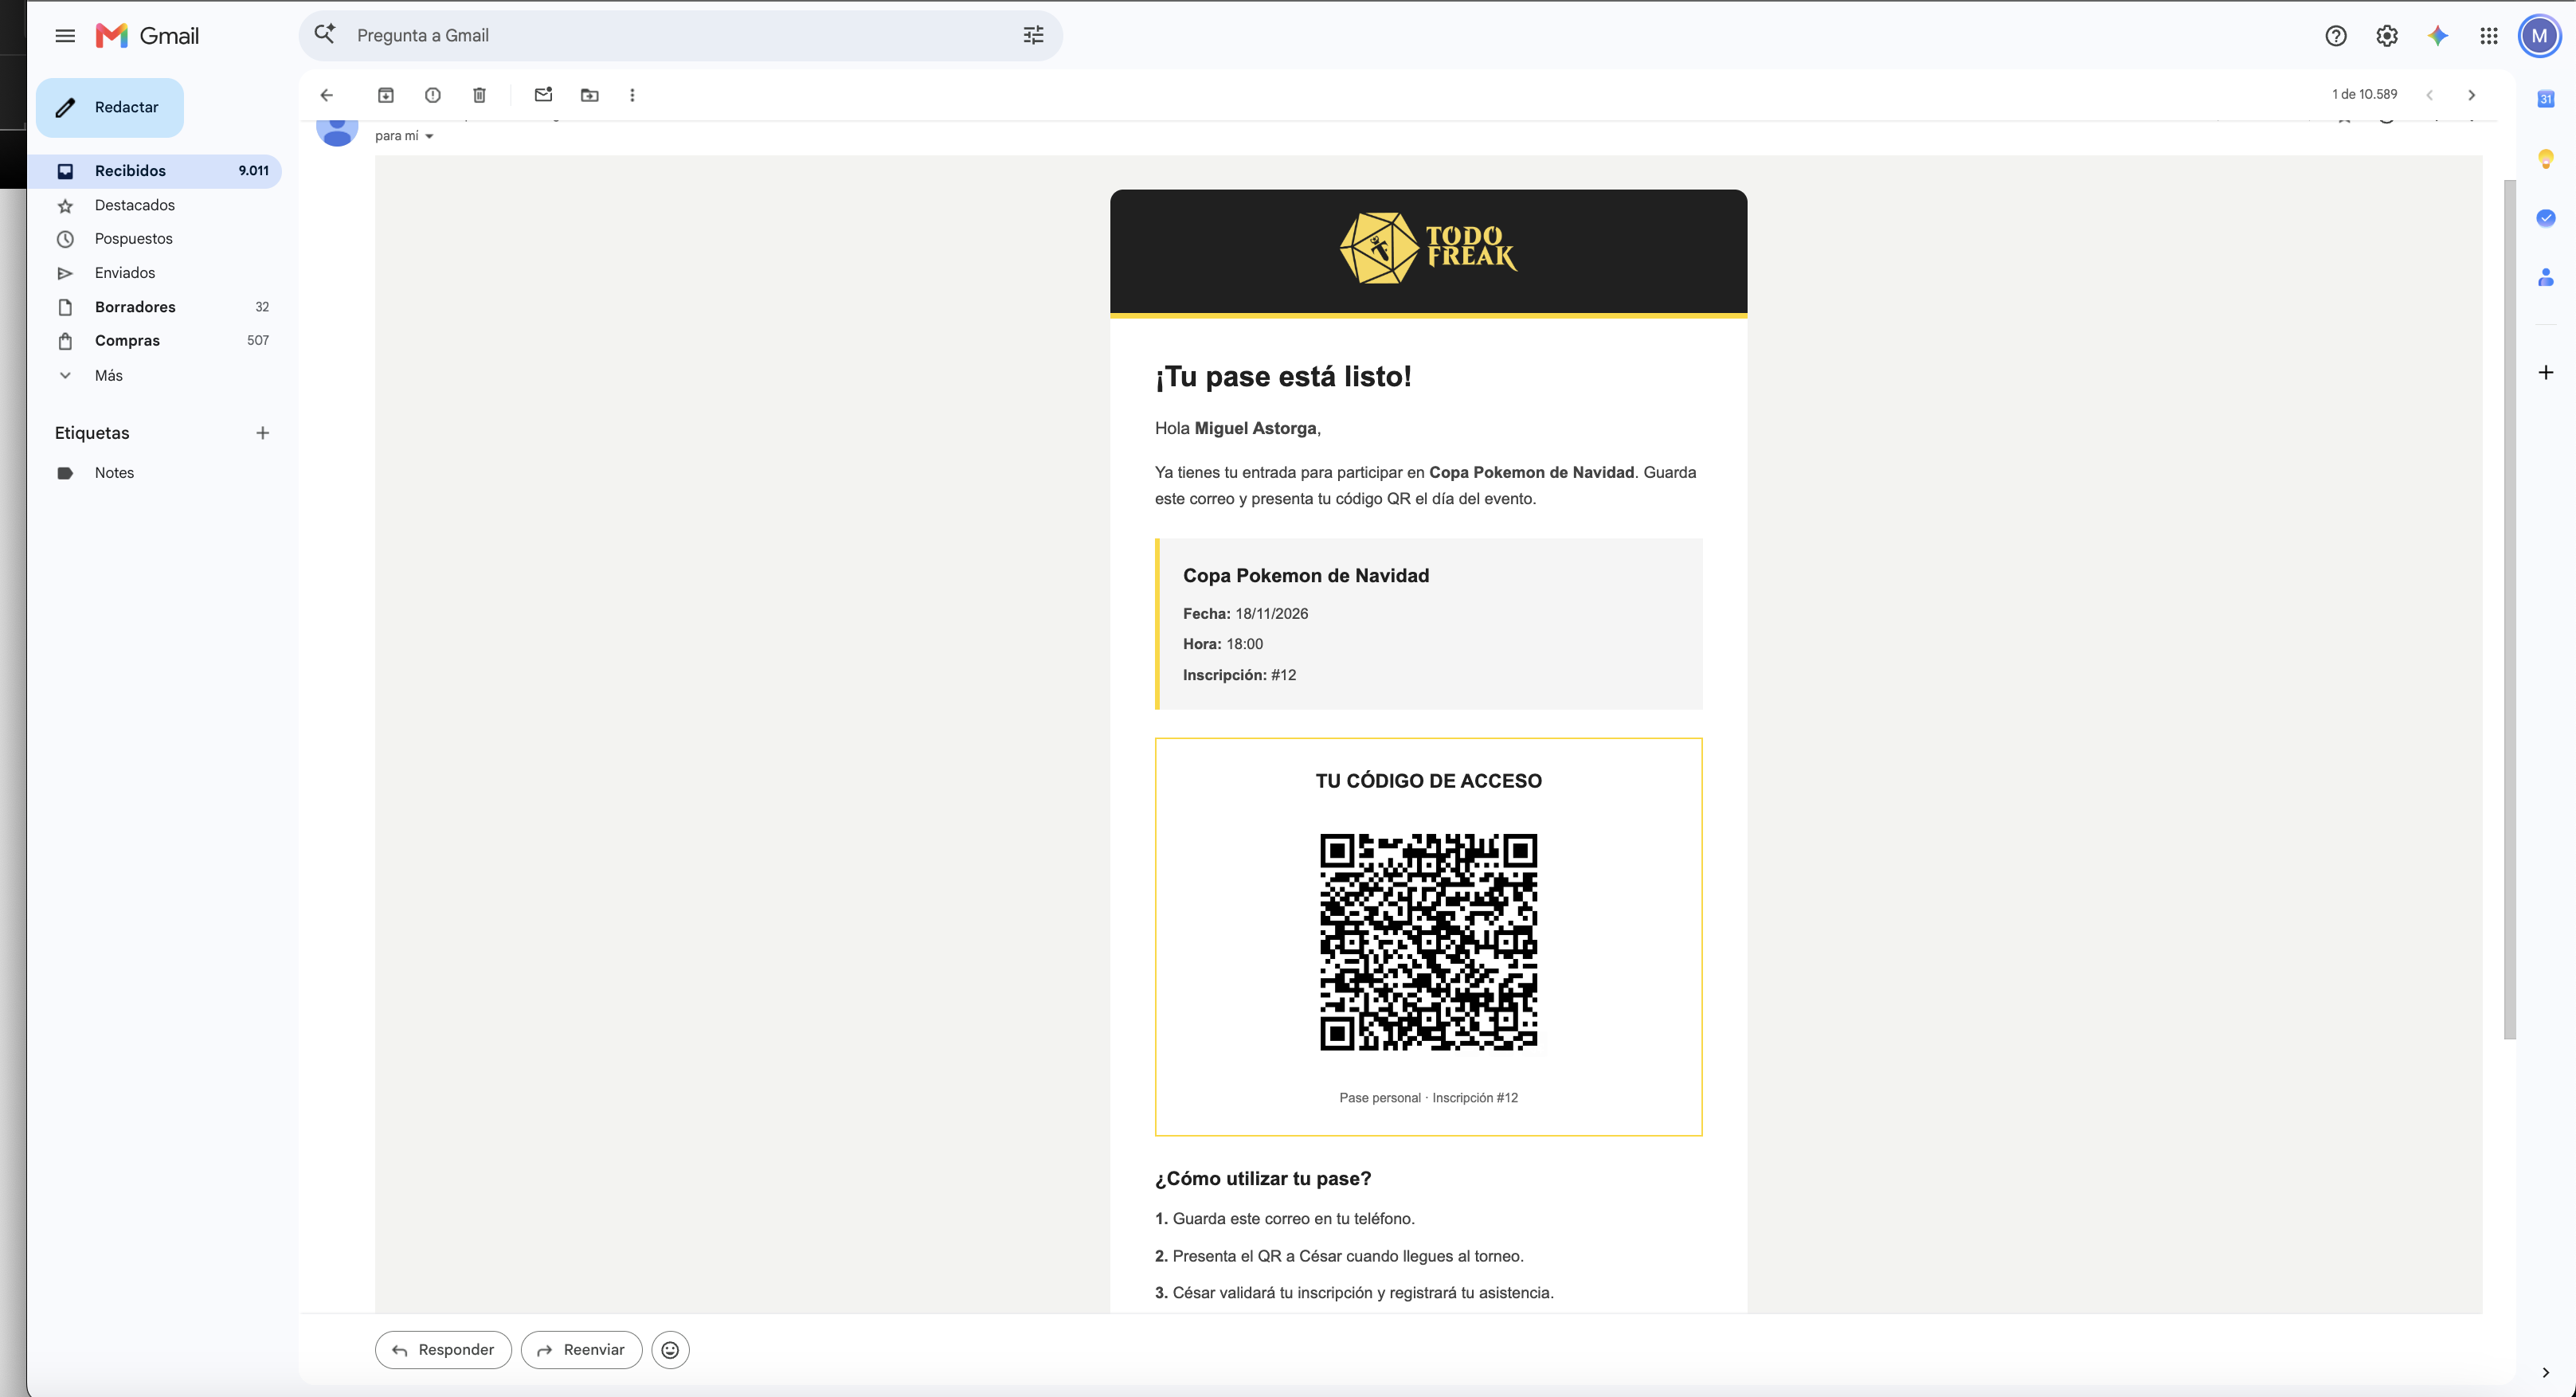 Gmail
Pregunta a Gmail
M
Redactar
1 de 10.589
31
para mí
Recibidos 9.011
Destacados
Pospuestos
Enviados
Borradores 32
Compras 507
Más
Etiquetas
Notes
TODO
FREAK
¡Tu pase está listo!
Hola Miguel Astorga,
Ya tienes tu entrada para participar en Copa Pokemon de Navidad. Guarda
este correo y presenta tu código QR el día del evento.
Copa Pokemon de Navidad
Fecha: 18/11/2026
Hora: 18:00
Inscripción: #12
TU CÓDIGO DE ACCESO
Pase personal · Inscripción #12
¿Cómo utilizar tu pase?
1. Guarda este correo en tu teléfono.
2. Presenta el QR a César cuando llegues al torneo.
3. César validará tu inscripción y registrará tu asistencia.
Responder
Reenviar